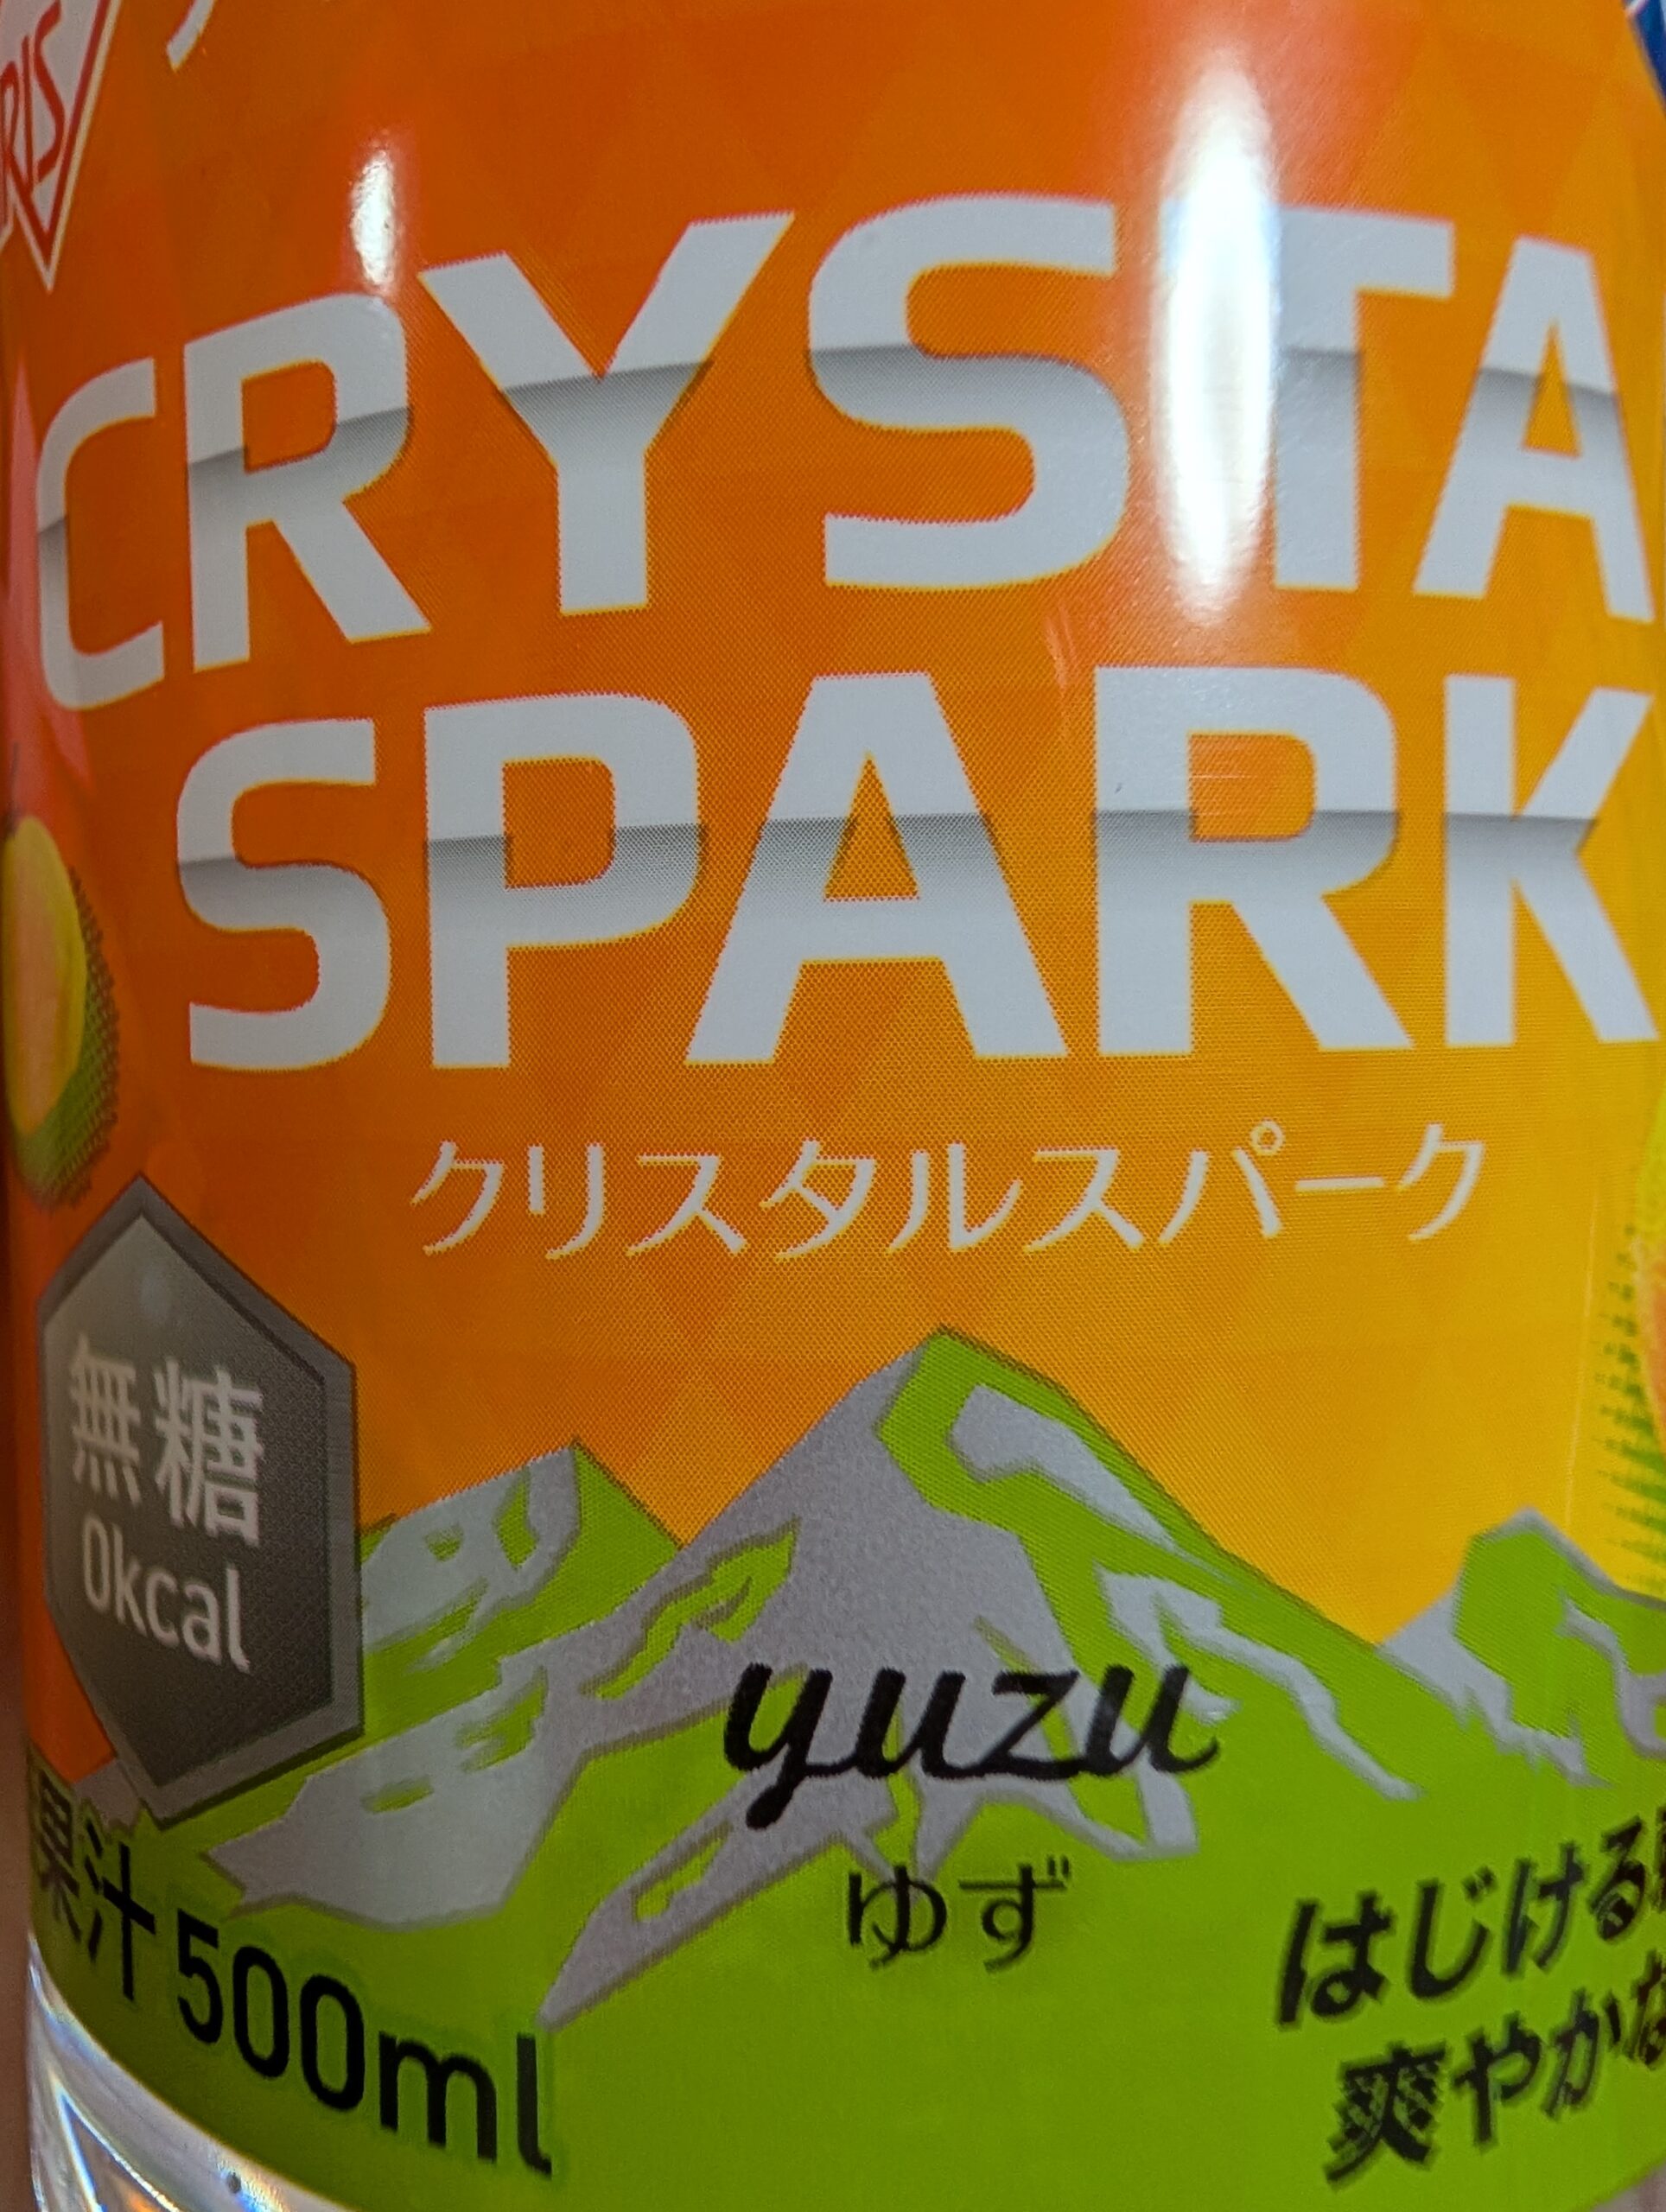 CRYSTA
SPARK
クリスタルスパーク
無糖
0kcal
yuzu
ゆず
果汁 500ml
はじける
爽やかな